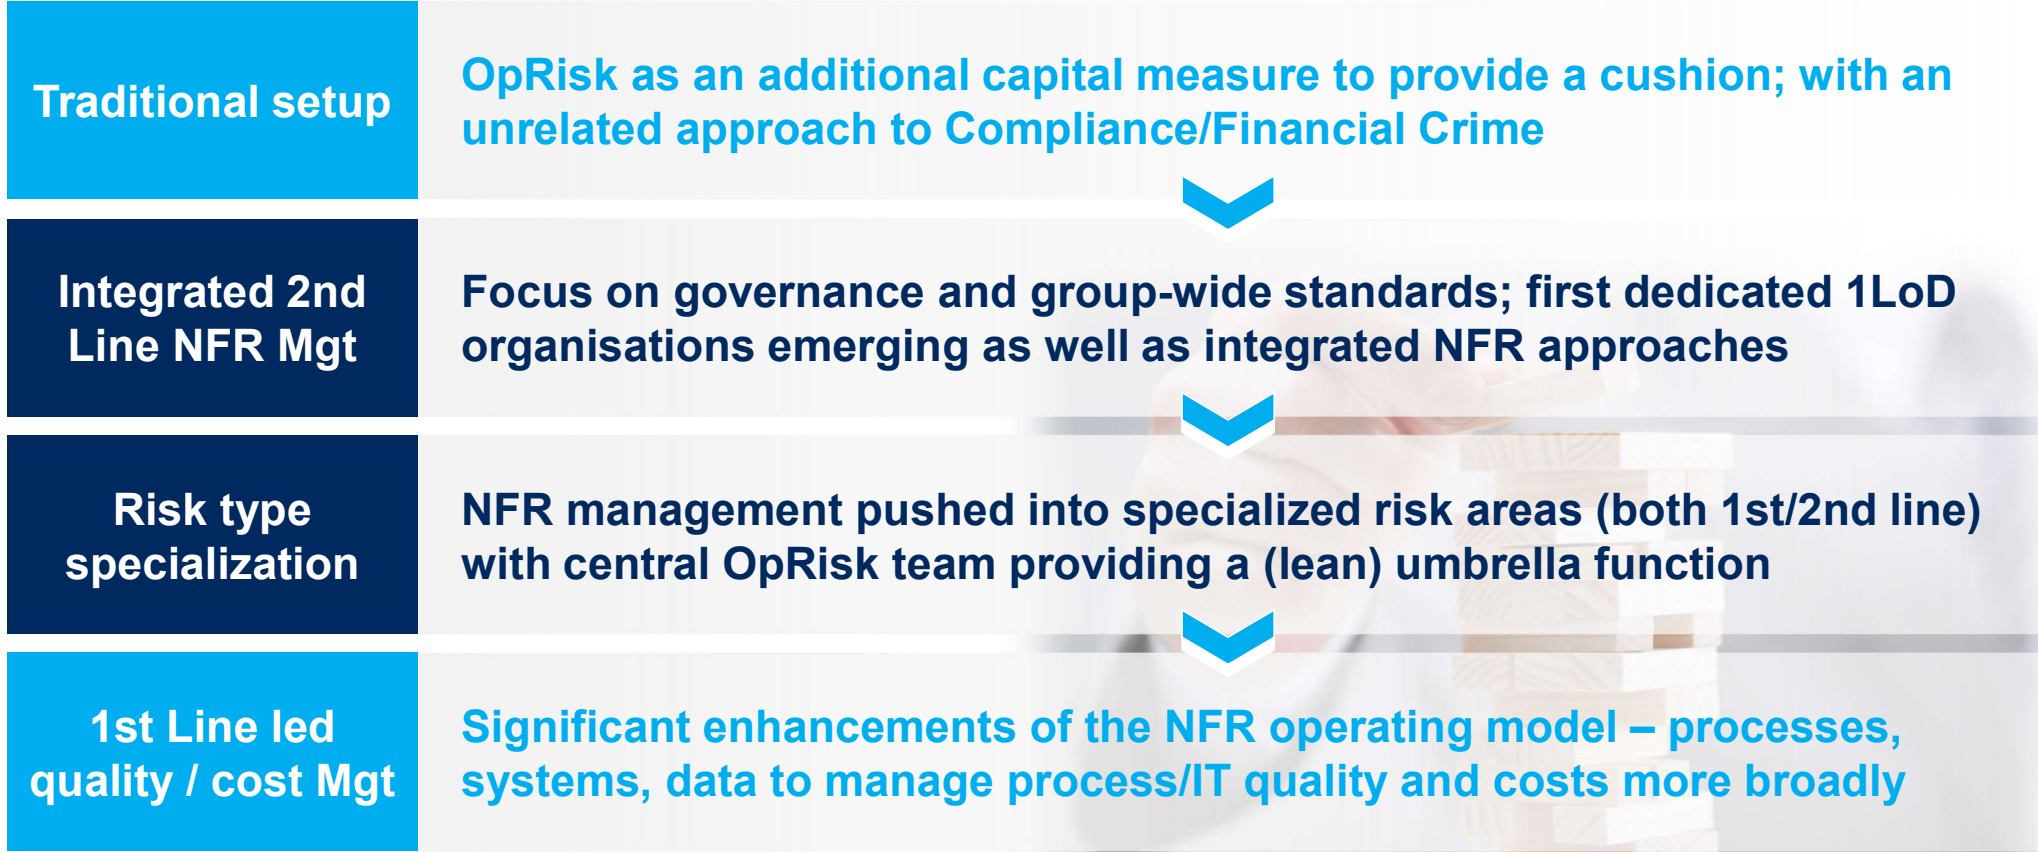 Traditional setup
OpRisk as an additional capital measure to provide a cushion; with an
unrelated approach to Compliance/Financial Crime
Integrated 2nd
Line NFR Mgt
Focus on governance and group-wide standards; first dedicated 1LoD
organisations emerging as well as integrated NFR approaches
Risk type
specialization
NFR management pushed into specialized risk areas (both 1st/2nd line)
with central OpRisk team providing a (lean) umbrella function
1st Line led
quality / cost Mgt
Significant enhancements of the NFR operating model – processes,
systems, data to manage process/IT quality and costs more broadly